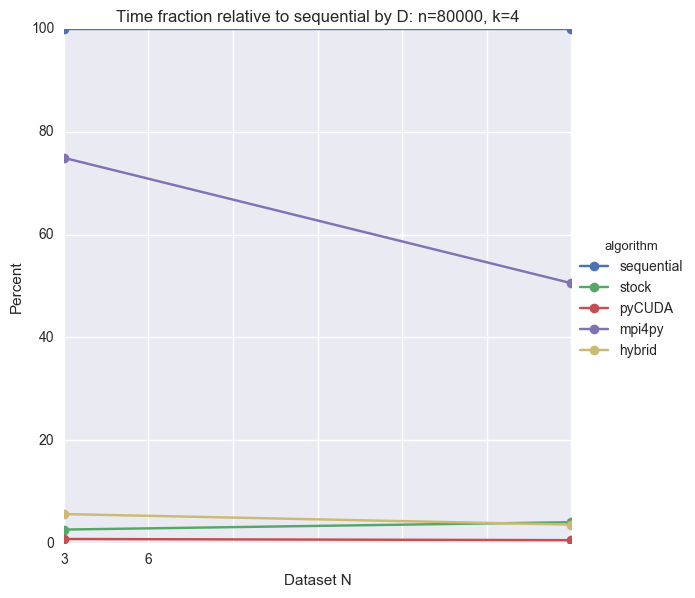 Time fraction relative to sequential by D: n=80000, k=4
100
80
60
40
20
0
Percent
3 6
Dataset N
algorithm
sequential
stock
pyCUDA
mpi4py
hybrid